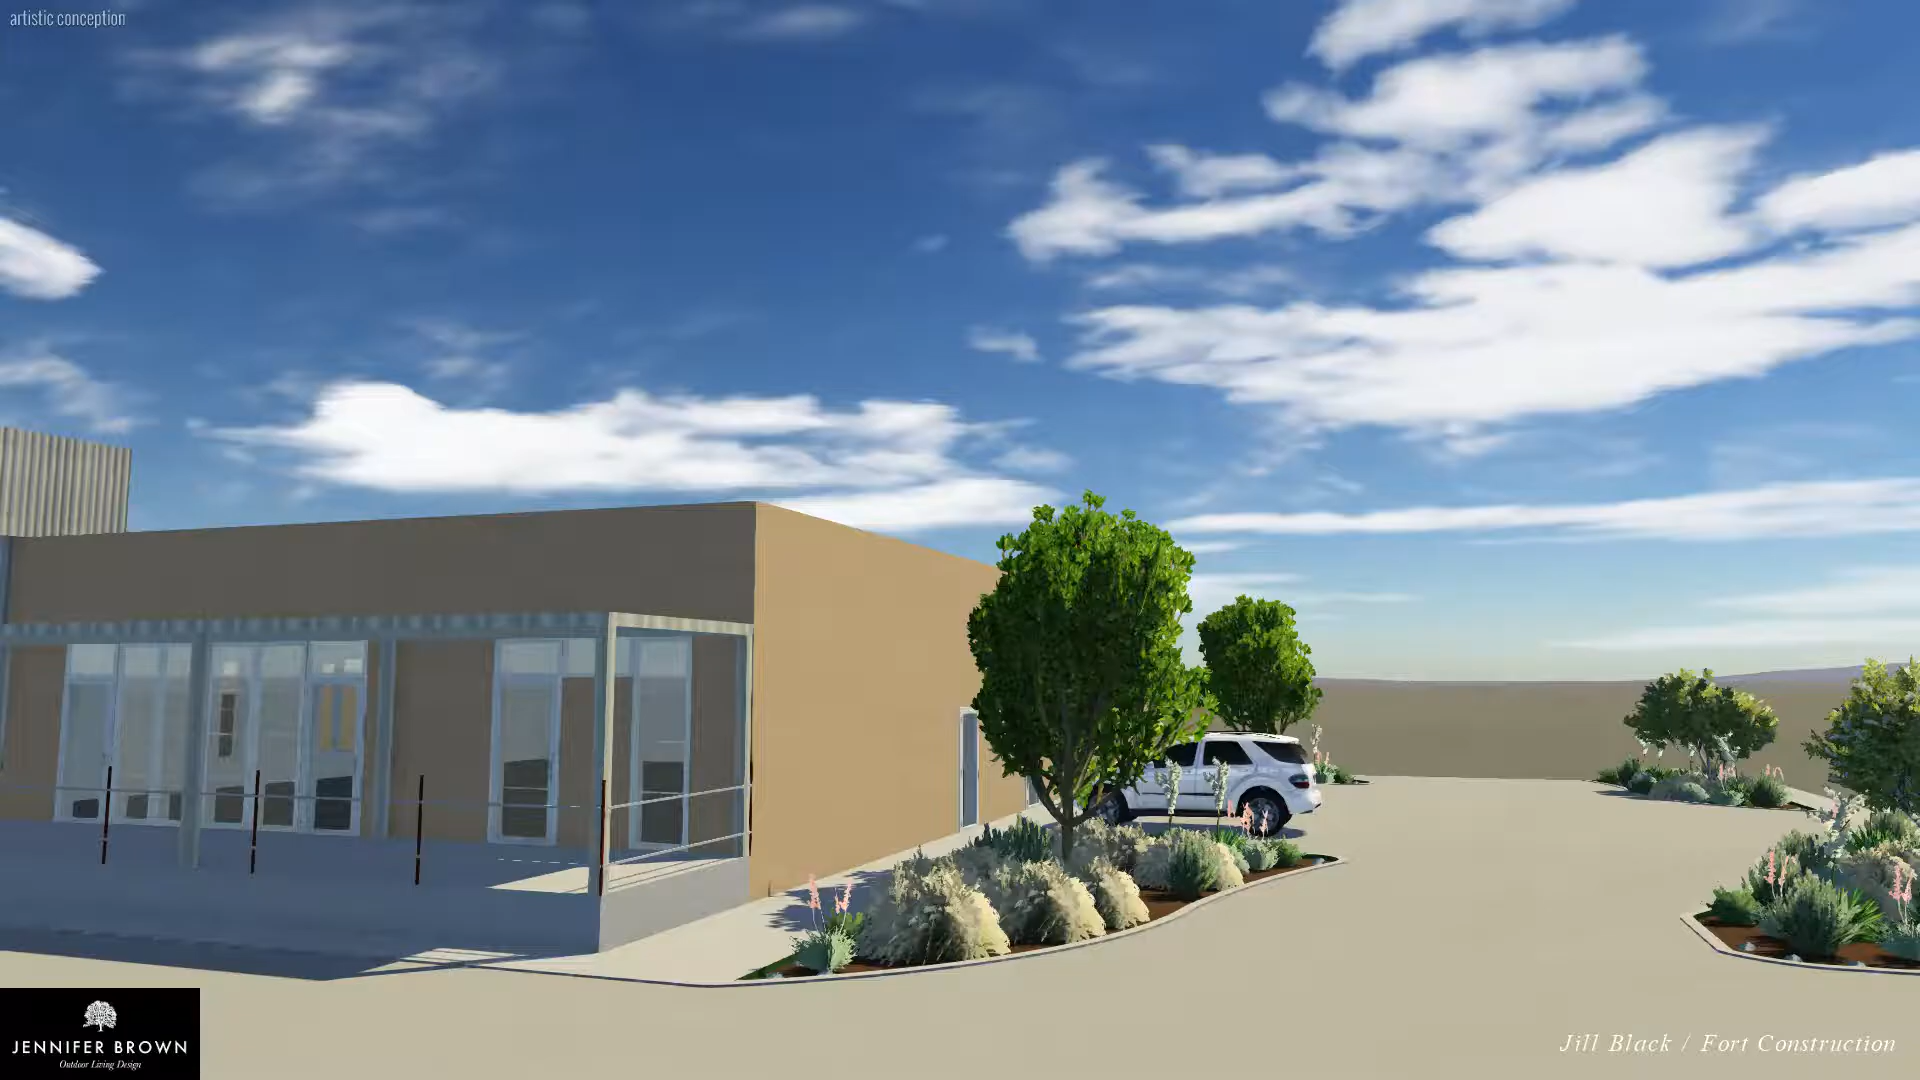 artistic conception
JENNIFER BROWN
Outdoor Living Design
Jill Black / Fort Construction